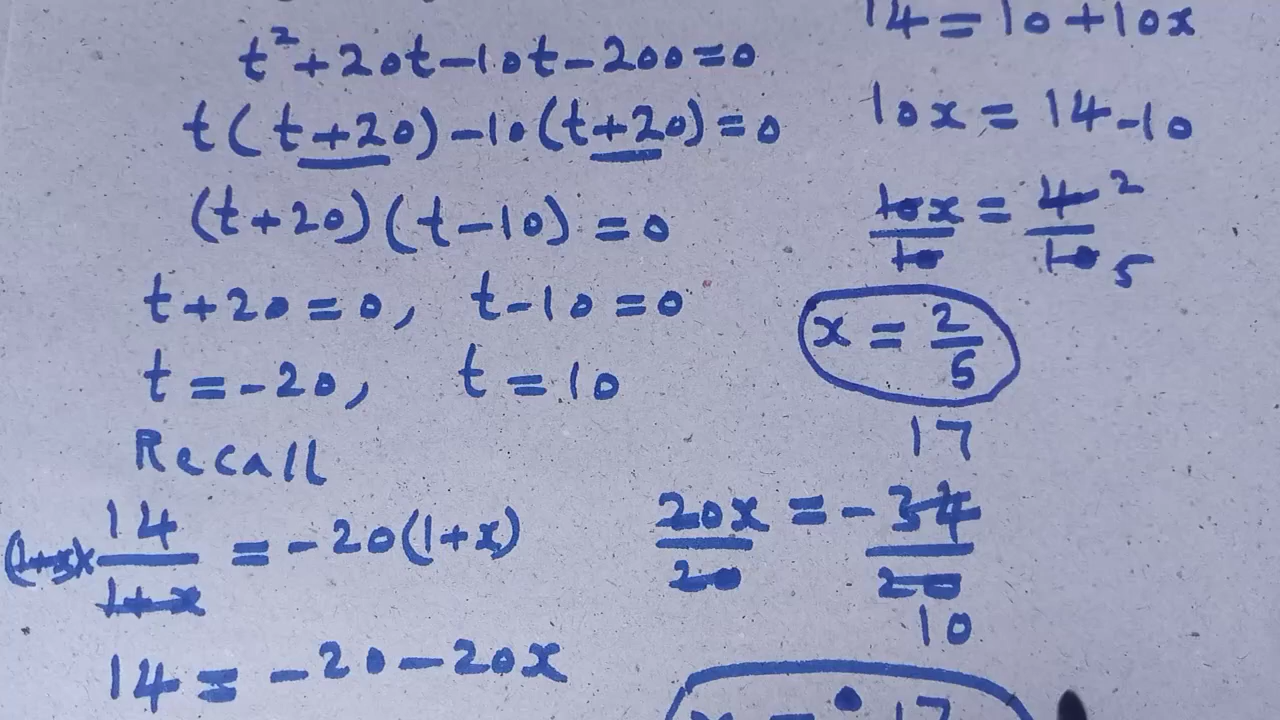 t² + 20t - 10t - 200 = 0
t(t+20) - 10(t+20) = 0
(t+20)(t-10) = 0
t+20 = 0, t-10 = 0
t = -20, t = 10
Recall
(1+x)× 14/1+x = -20(1+x)
14 = -20 - 20x
14 = 10 + 10x
10x = 14 - 10
10x/10 = 4/10 2 5
x = 2/5
17
20x/20 = -34/20
10
x = - 17